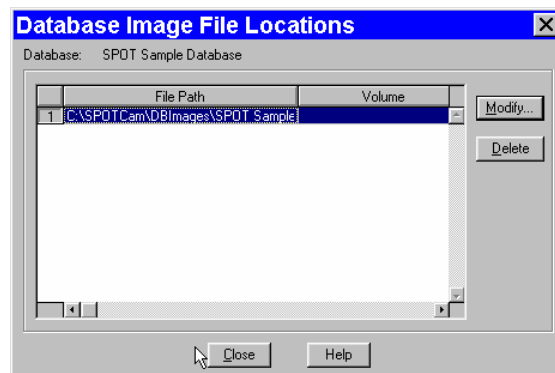 Database Image File Locations
Database: SPOT Sample Database
File Path Volume
1 C:\SPOTCam\DBImages\SPOT Sample
Modify...
Delete
Close Help